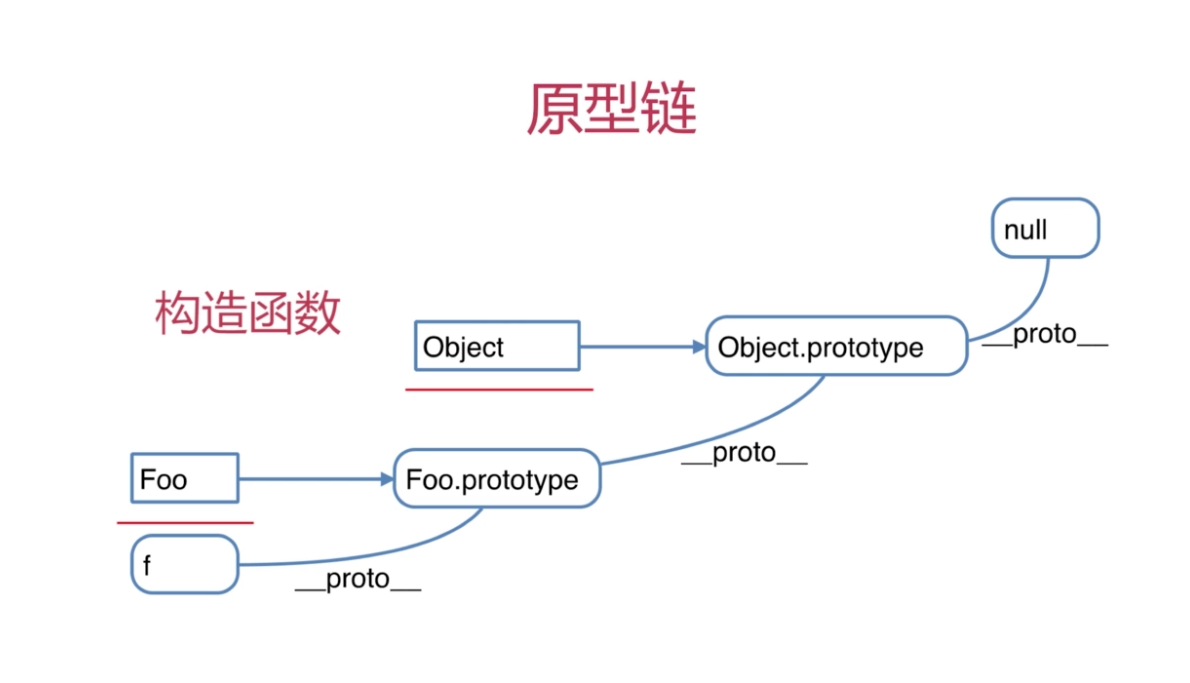 原型链
null
构造函数
Object
Object.prototype
__proto__
__proto__
Foo
Foo.prototype
f
__proto__